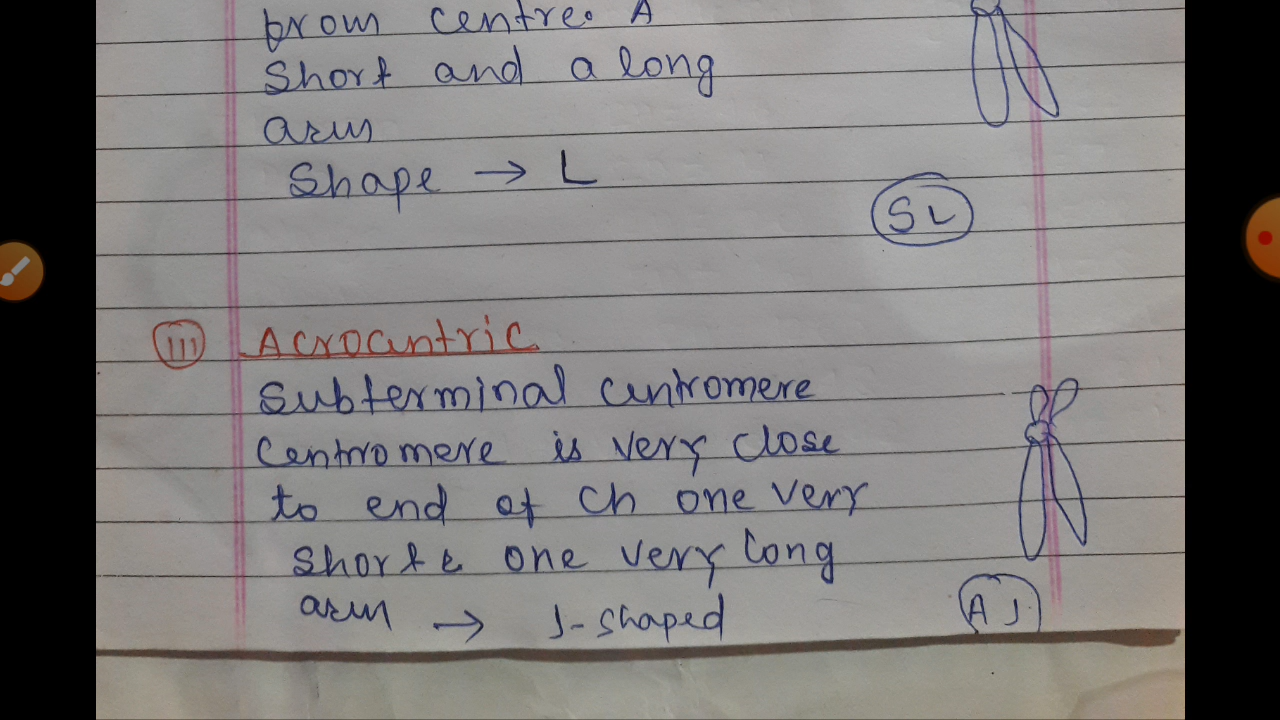 from centre. A
Short and a long
arm
Shape → L
SL
III Acrocentric
Subterminal centromere
Centromere is very close
to end of Ch one very
Short & one very long
arm → J-shaped
AJ